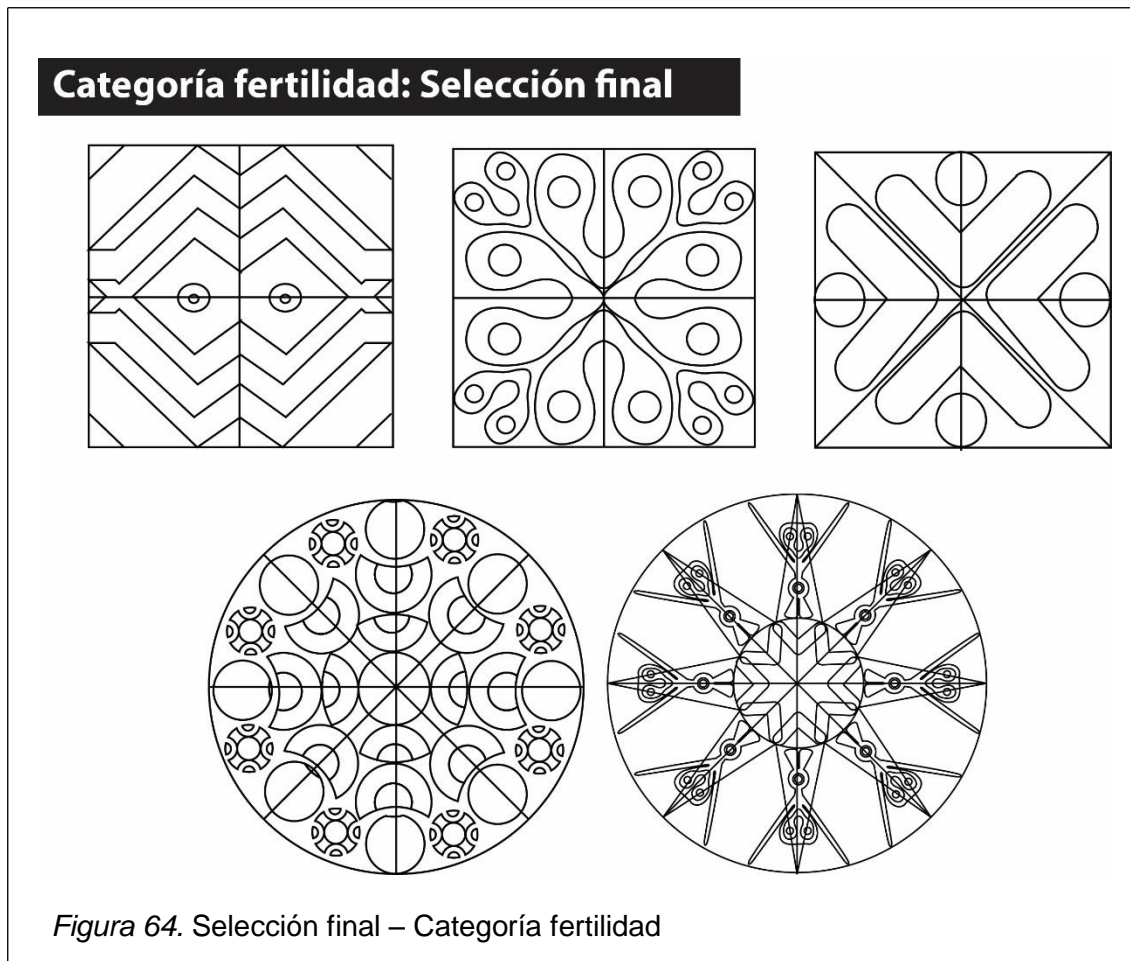 Categoría fertilidad: Selección final
Figura 64. Selección final – Categoría fertilidad